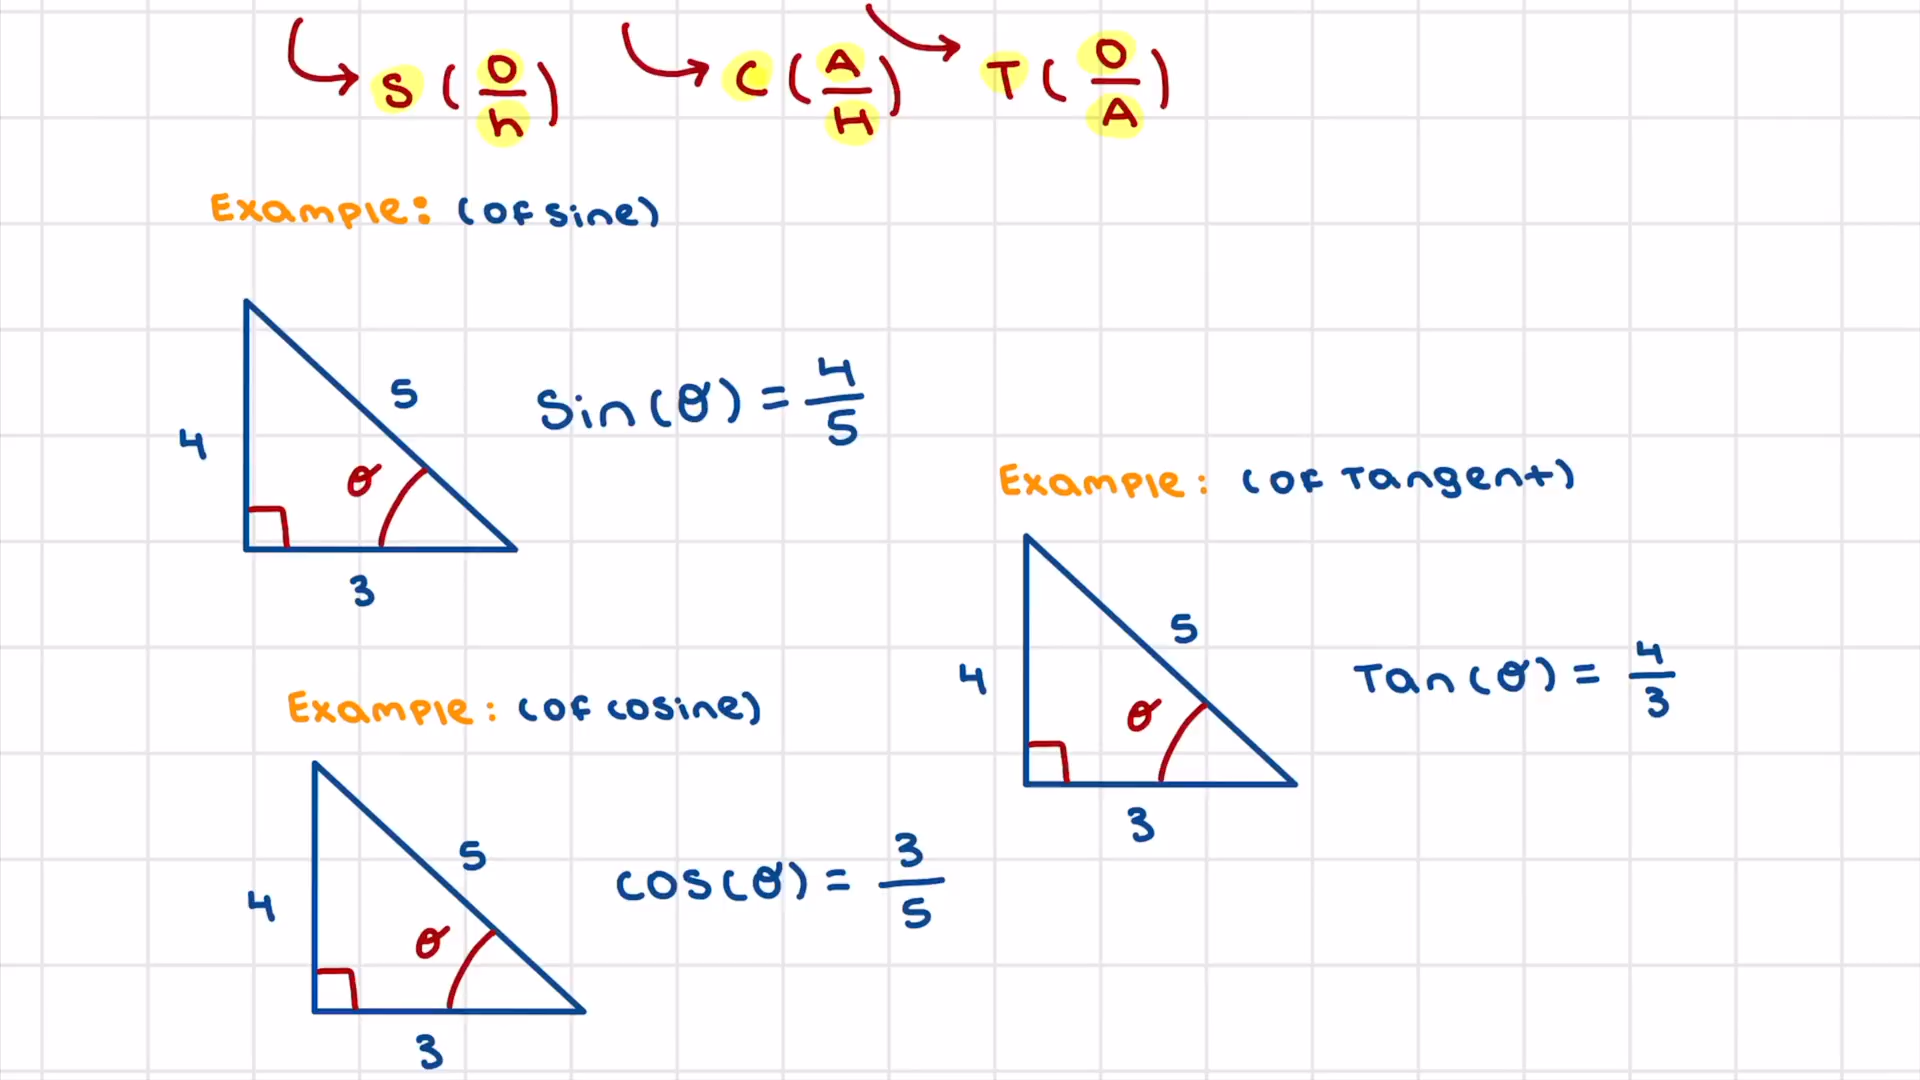 S (O/h) C (A/H) T (O/A)
Example: (of sine)
4
5
θ
3
Sin(θ) = 4/5
Example: (of Tangent)
4
5
θ
3
Tan(θ) = 4/3
Example: (of cosine)
4
5
θ
3
cos(θ) = 3/5